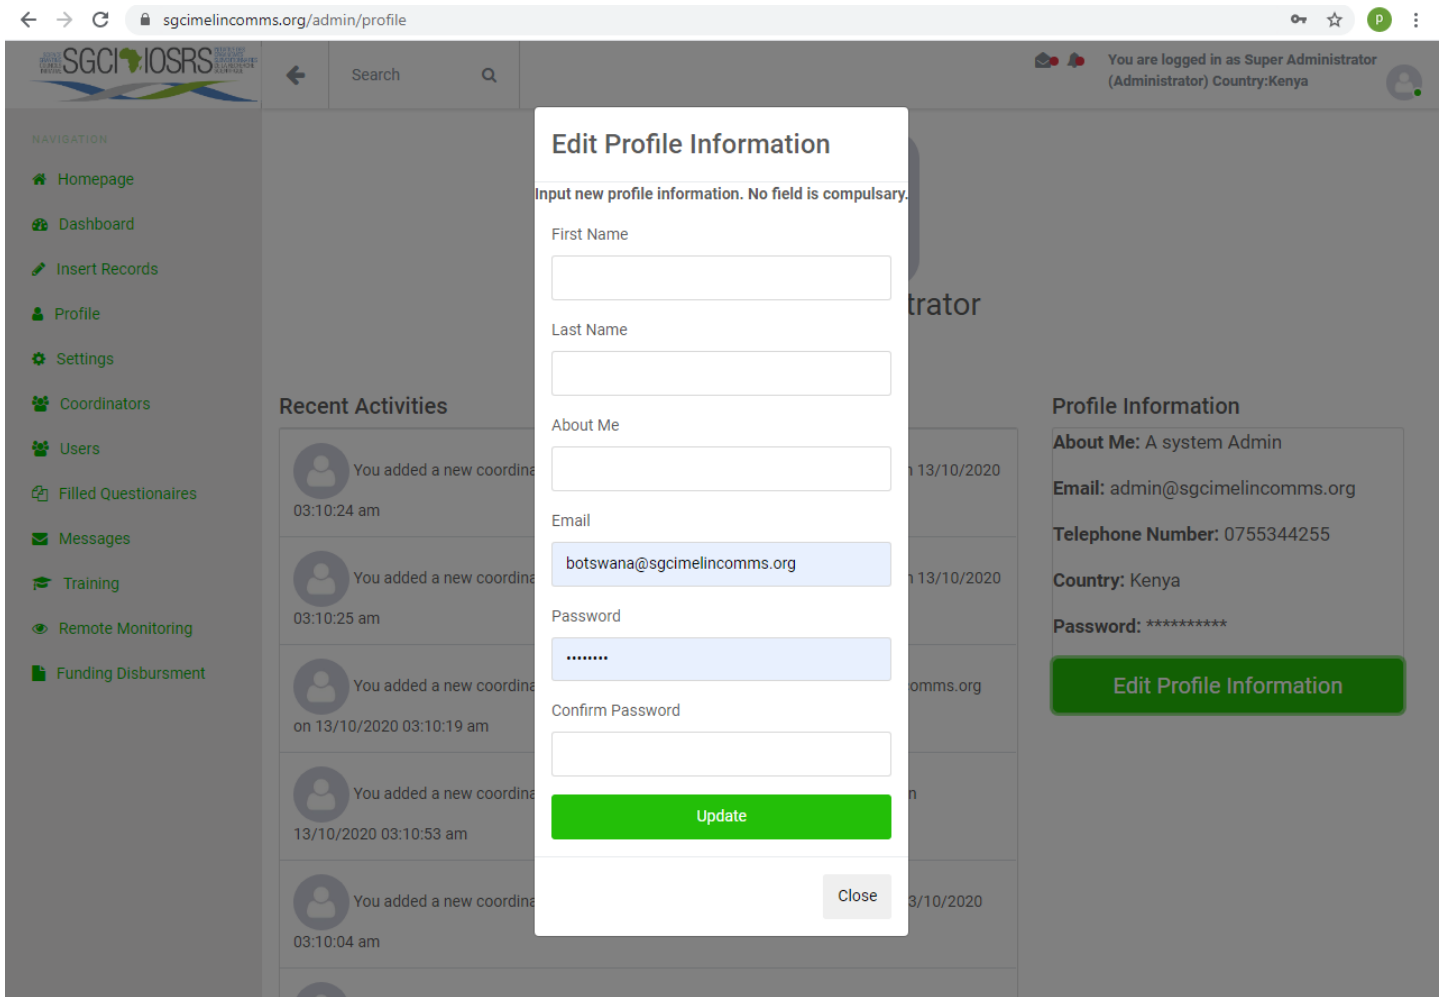 sgcimelincomms.org/admin/profile
P
SGCI IOSRS
Search
You are logged in as Super Administrator
(Administrator) Country:Kenya
NAVIGATION
Homepage
Dashboard
Insert Records
Profile
Settings
Coordinators
Users
Filled Questionaires
Messages
Training
Remote Monitoring
Funding Disbursment
trator
Recent Activities
You added a new coordina
n 13/10/2020
03:10:24 am
You added a new coordina
n 13/10/2020
03:10:25 am
You added a new coordina
omms.org
on 13/10/2020 03:10:19 am
You added a new coordina
n
13/10/2020 03:10:53 am
You added a new coordina
3/10/2020
03:10:04 am
Edit Profile Information
Input new profile information. No field is compulsary.
First Name
Last Name
About Me
Email
botswana@sgcimelincomms.org
Password
••••••••
Confirm Password
Update
Close
Profile Information
About Me: A system Admin
Email: admin@sgcimelincomms.org
Telephone Number: 0755344255
Country: Kenya
Password: **********
Edit Profile Information